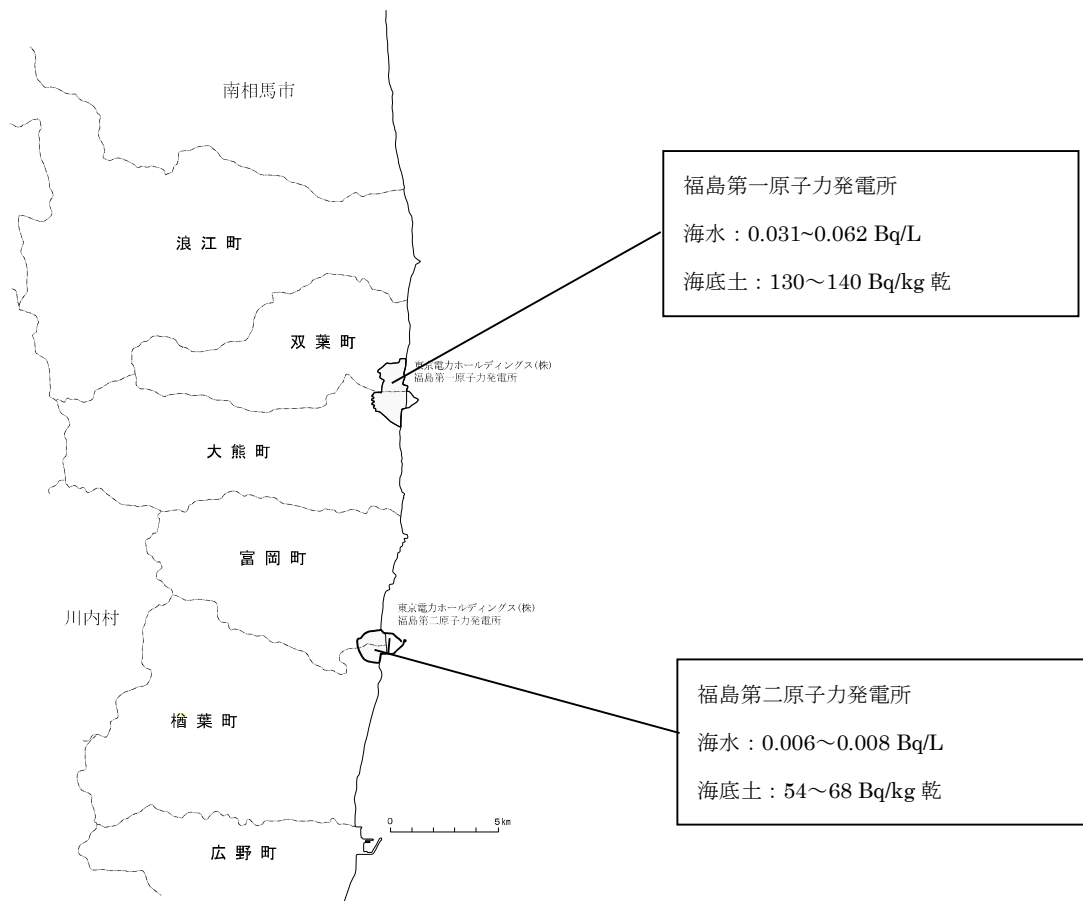 南相馬市
福島第一原子力発電所
海水：0.031~0.062 Bq/L
海底土：130～140 Bq/kg 乾
浪江町
双葉町
東京電力ホールディングス(株)
福島第一原子力発電所
大熊町
富岡町
川内村
東京電力ホールディングス(株)
福島第二原子力発電所
福島第二原子力発電所
海水：0.006～0.008 Bq/L
海底土：54～68 Bq/kg 乾
楢葉町
0 5km
広野町